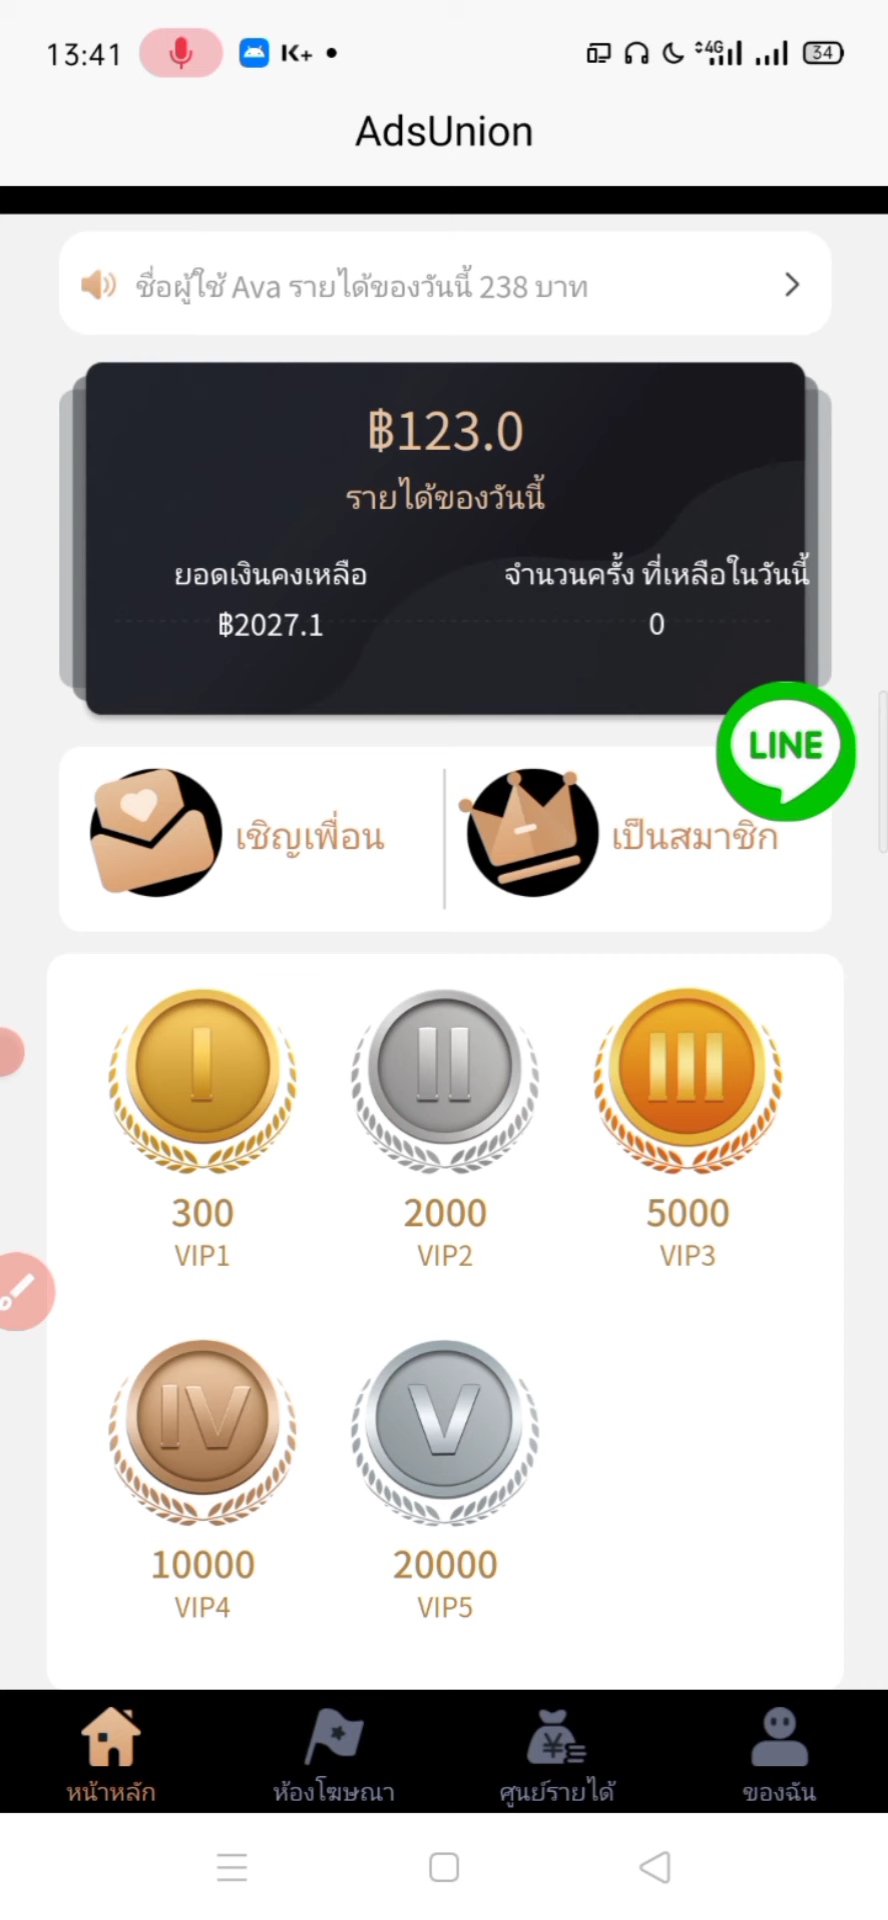 13:41 K+ 4G 34
AdsUnion
ชื่อผู้ใช้ Ava รายได้ของวันนี้ 238 บาท
฿123.0
รายได้ของวันนี้
ยอดเงินคงเหลือ จำนวนครั้ง ที่เหลือในวันนี้
฿2027.1 0
LINE
เชิญเพื่อน เป็นสมาชิก
I II III
300 2000 5000
VIP1 VIP2 VIP3
IV V
10000 20000
VIP4 VIP5
หน้าหลัก ห้องโฆษณา ศูนย์รายได้ ของฉัน